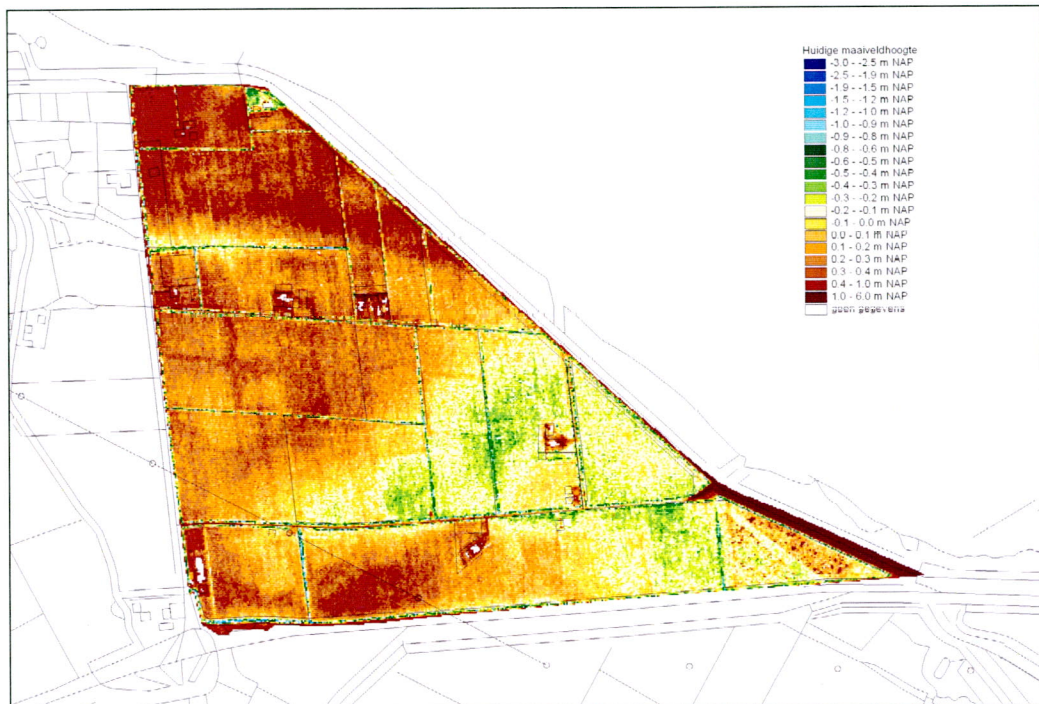 Huidige maaiveldhoogte
-3.0 - -2.5 m NAP
-2.5 - -1.9 m NAP
-1.9 - -1.5 m NAP
-1.5 - -1.2 m NAP
-1.2 - -1.0 m NAP
-1.0 - -0.9 m NAP
-0.9 - -0.8 m NAP
-0.8 - -0.6 m NAP
-0.6 - -0.5 m NAP
-0.5 - -0.4 m NAP
-0.4 - -0.3 m NAP
-0.3 - -0.2 m NAP
-0.2 - -0.1 m NAP
-0.1 - 0.0 m NAP
0.0 - 0.1 m NAP
0.1 - 0.2 m NAP
0.2 - 0.3 m NAP
0.3 - 0.4 m NAP
0.4 - 1.0 m NAP
1.0 - 6.0 m NAP
geen gegevens